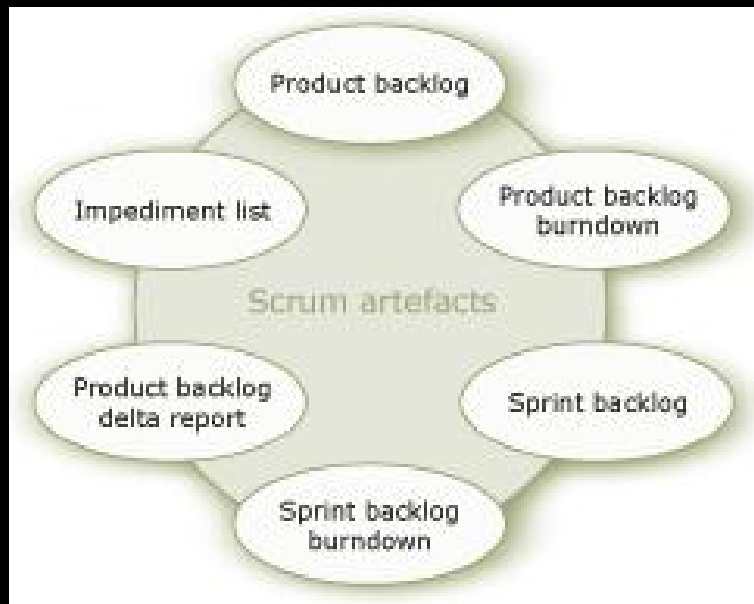 Product backlog
Impediment list
Product backlog
burndown
Scrum artefacts
Product backlog
delta report
Sprint backlog
Sprint backlog
burndown